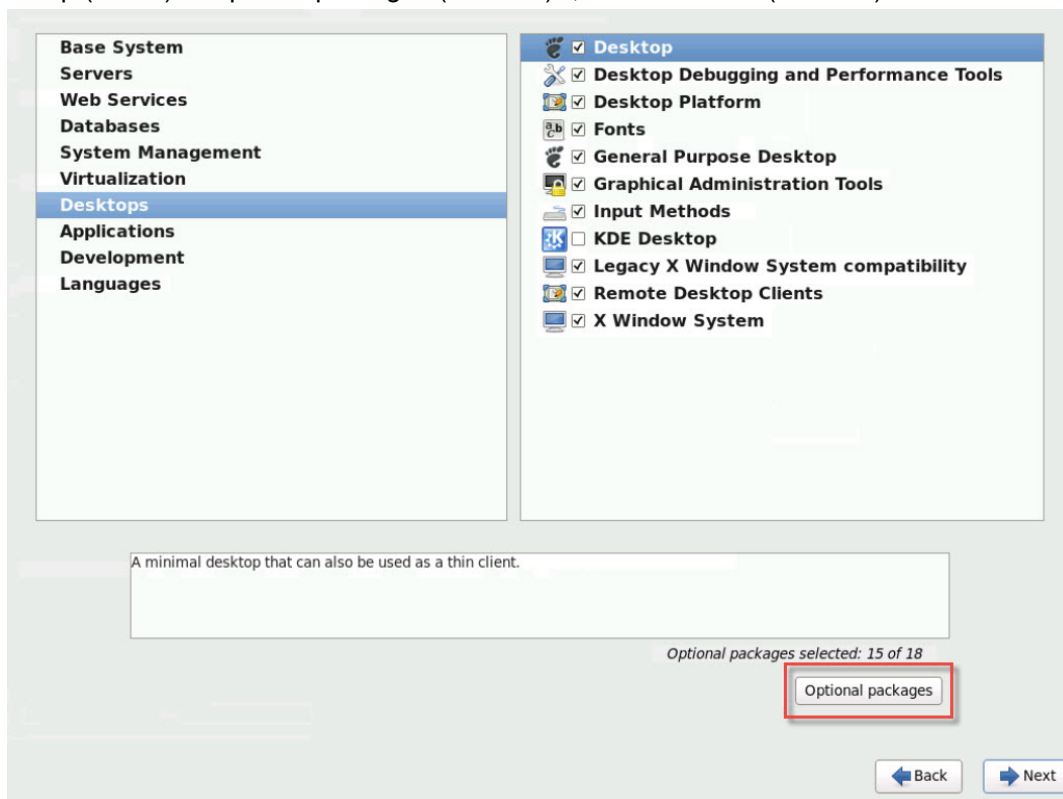 Base System
Servers
Web Services
Databases
System Management
Virtualization
Desktops
Applications
Development
Languages
Desktop
Desktop Debugging and Performance Tools
Desktop Platform
Fonts
General Purpose Desktop
Graphical Administration Tools
Input Methods
KDE Desktop
Legacy X Window System compatibility
Remote Desktop Clients
X Window System
A minimal desktop that can also be used as a thin client.
Optional packages selected: 15 of 18
Optional packages
Back
Next